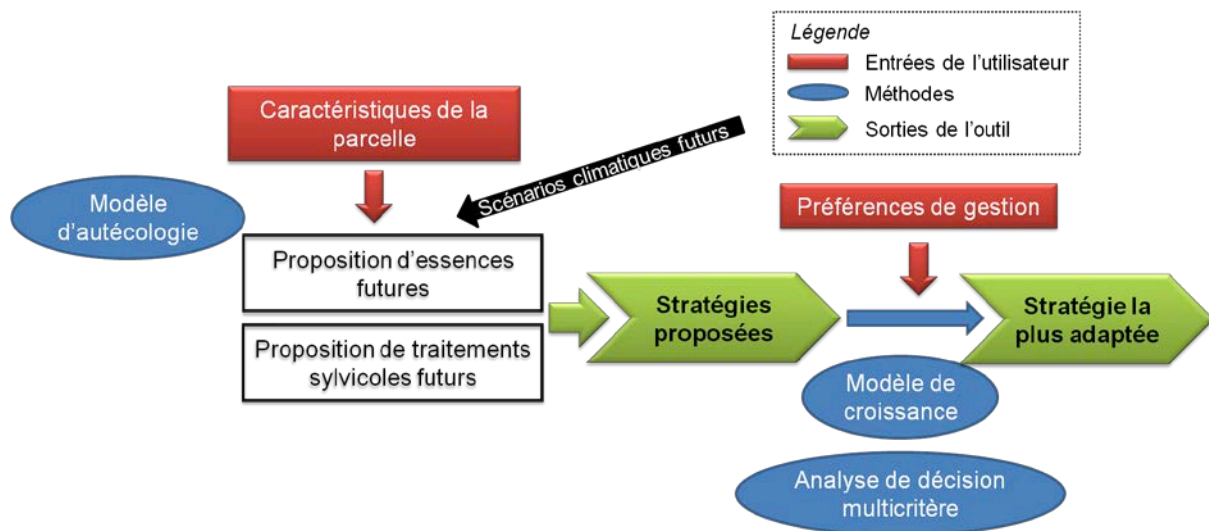 Légende
Entrées de l'utilisateur
Méthodes
Sorties de l'outil
Caractéristiques de la
parcelle
Scénarios climatiques futurs
Modèle
d'autécologie
Préférences de gestion
Proposition d'essences
futures
Proposition de traitements
sylvicoles futurs
Stratégies
proposées
Stratégie la
plus adaptée
Modèle de
croissance
Analyse de décision
multicritère